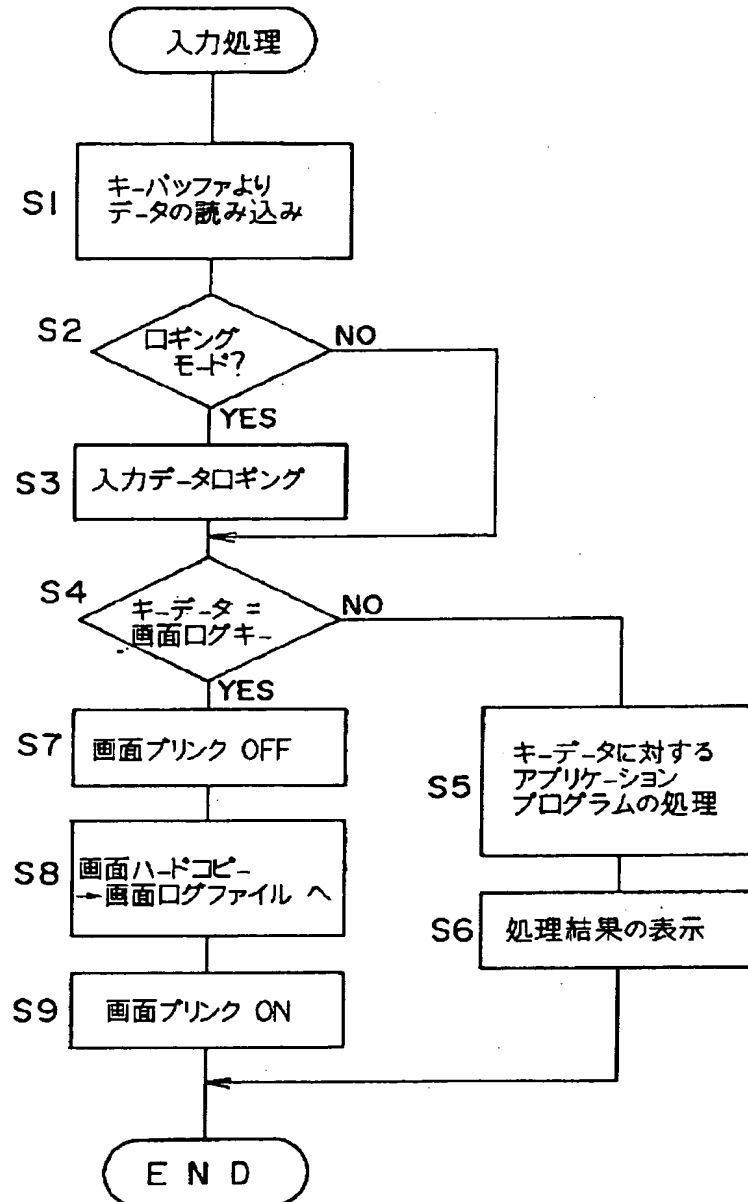 入力処理
S1
キーバッファより
データの読み込み
S2
ロギング
モード?
NO
YES
S3
入力データロギング
S4
キーデータ =
画面ログキー
NO
YES
S7
画面ブリンク OFF
S5
キーデータに対する
アプリケーション
プログラムの処理
S8
画面ハードコピー
→画面ログファイル へ
S6
処理結果の表示
S9
画面ブリンク ON
END